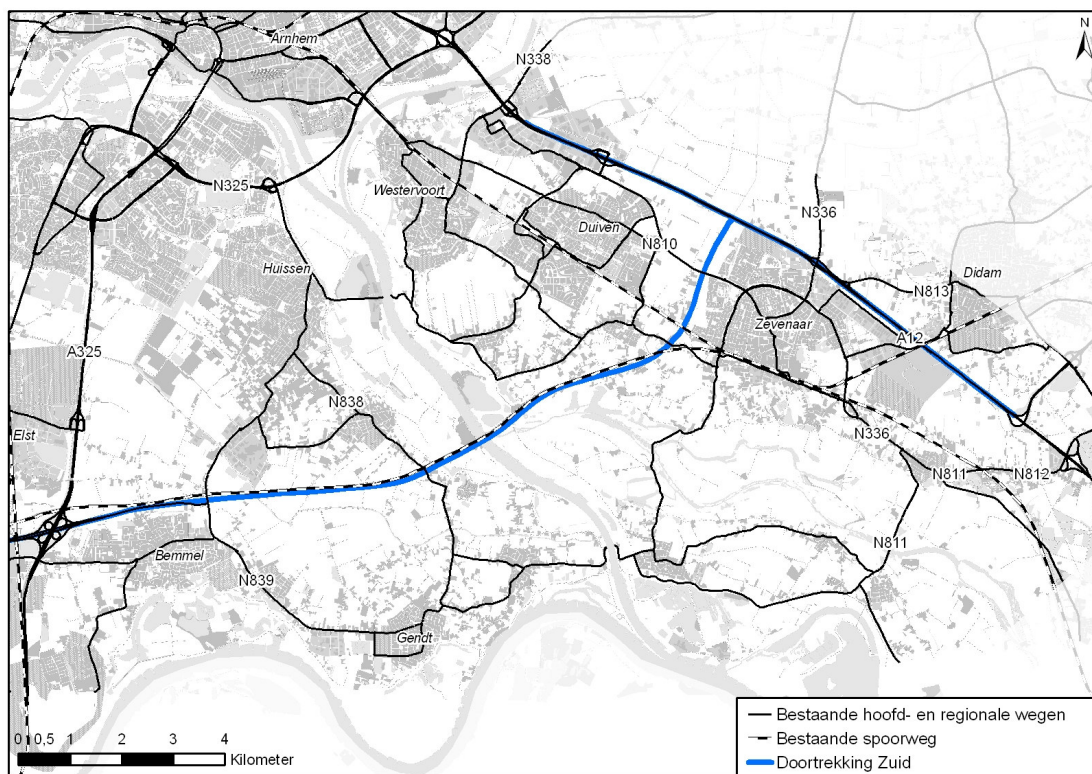 N
Arnhem
N338
N325
Westervoort
Duiven
N336
N810
Huissen
Didam
N813
Zevenaar
A12
A325
N838
Elst
N336
N811
N812
Bemmel
N811
N839
Gendt
0 0,5 1 2 3 4
Kilometer
Bestaande hoofd- en regionale wegen
Bestaande spoorweg
Doortrekking Zuid